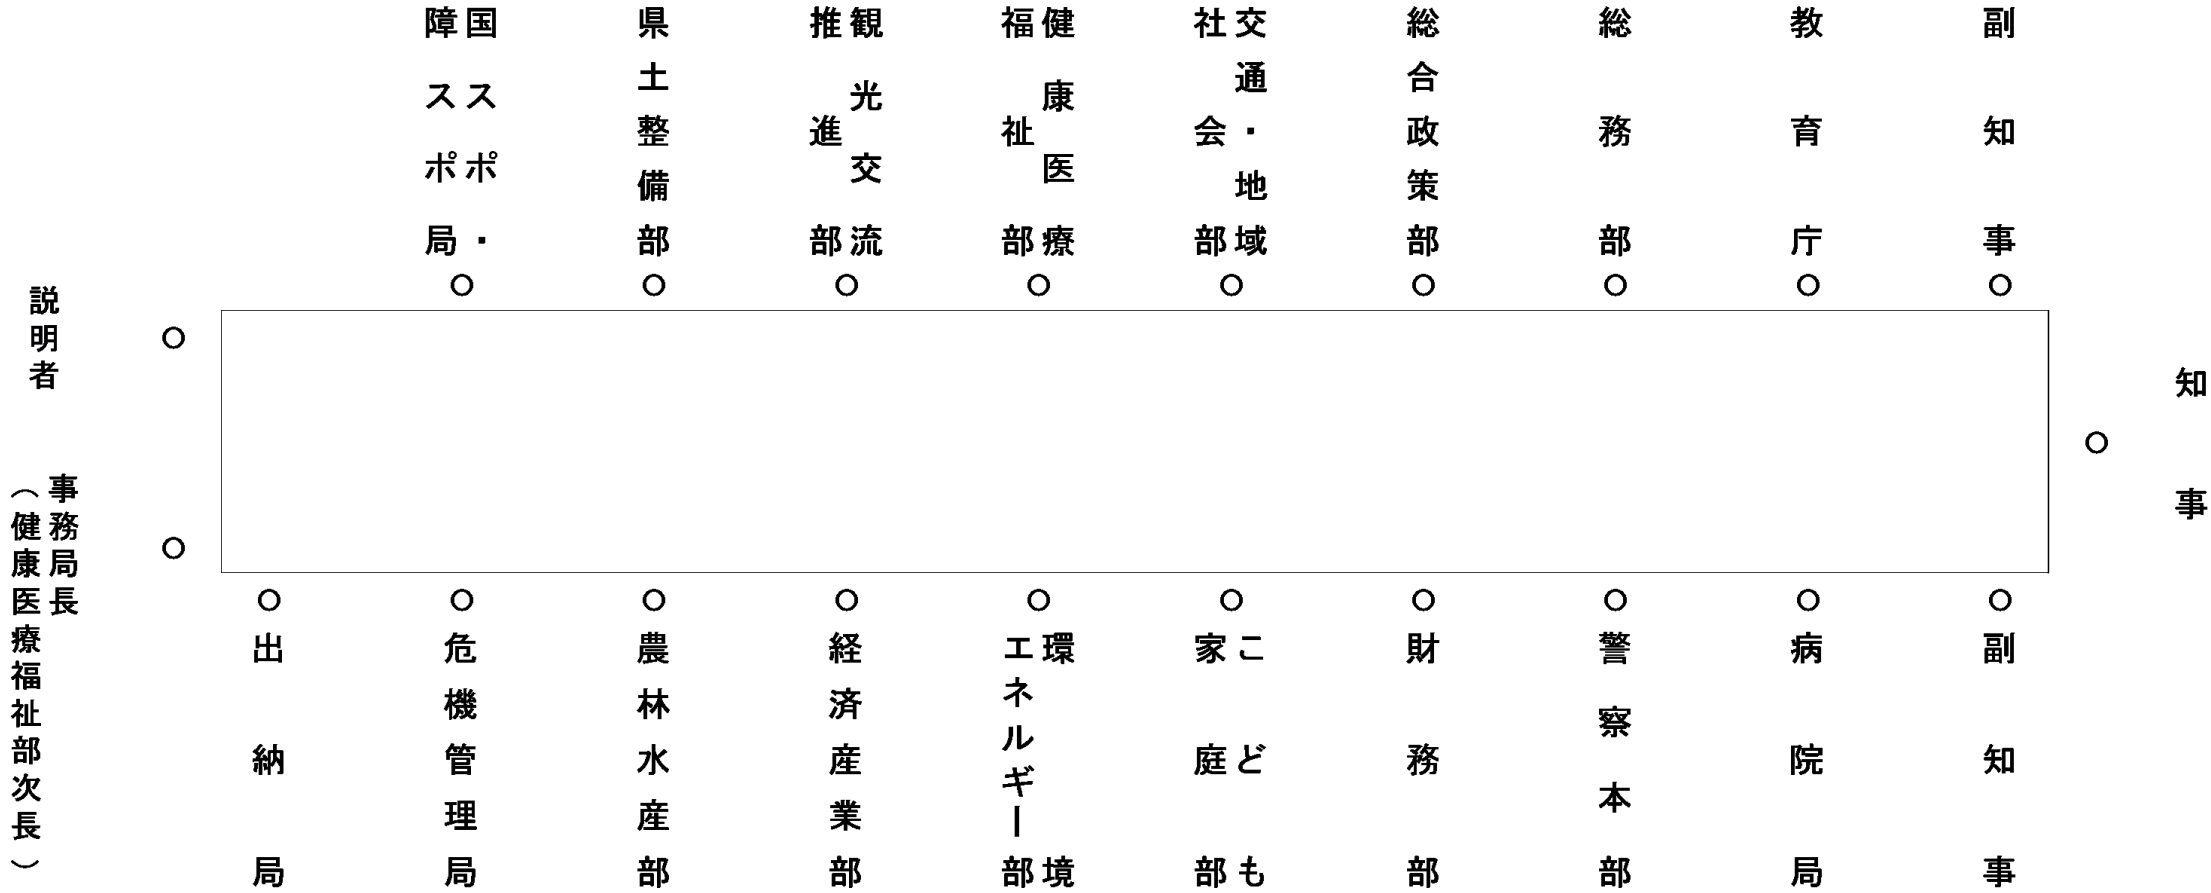 副知事
教育庁
総務部
総合政策部
交通・地域
社会部
健康医療
福祉部
観光交流
推進部
県土整備部
国スポ・
障スポ局
知事
説明者
事務局長
（健康医療福祉部次長）
副知事
病院局
警察本部
財務部
こども
家庭部
環境
エネルギー部
経済産業部
農林水産部
危機管理局
出納局